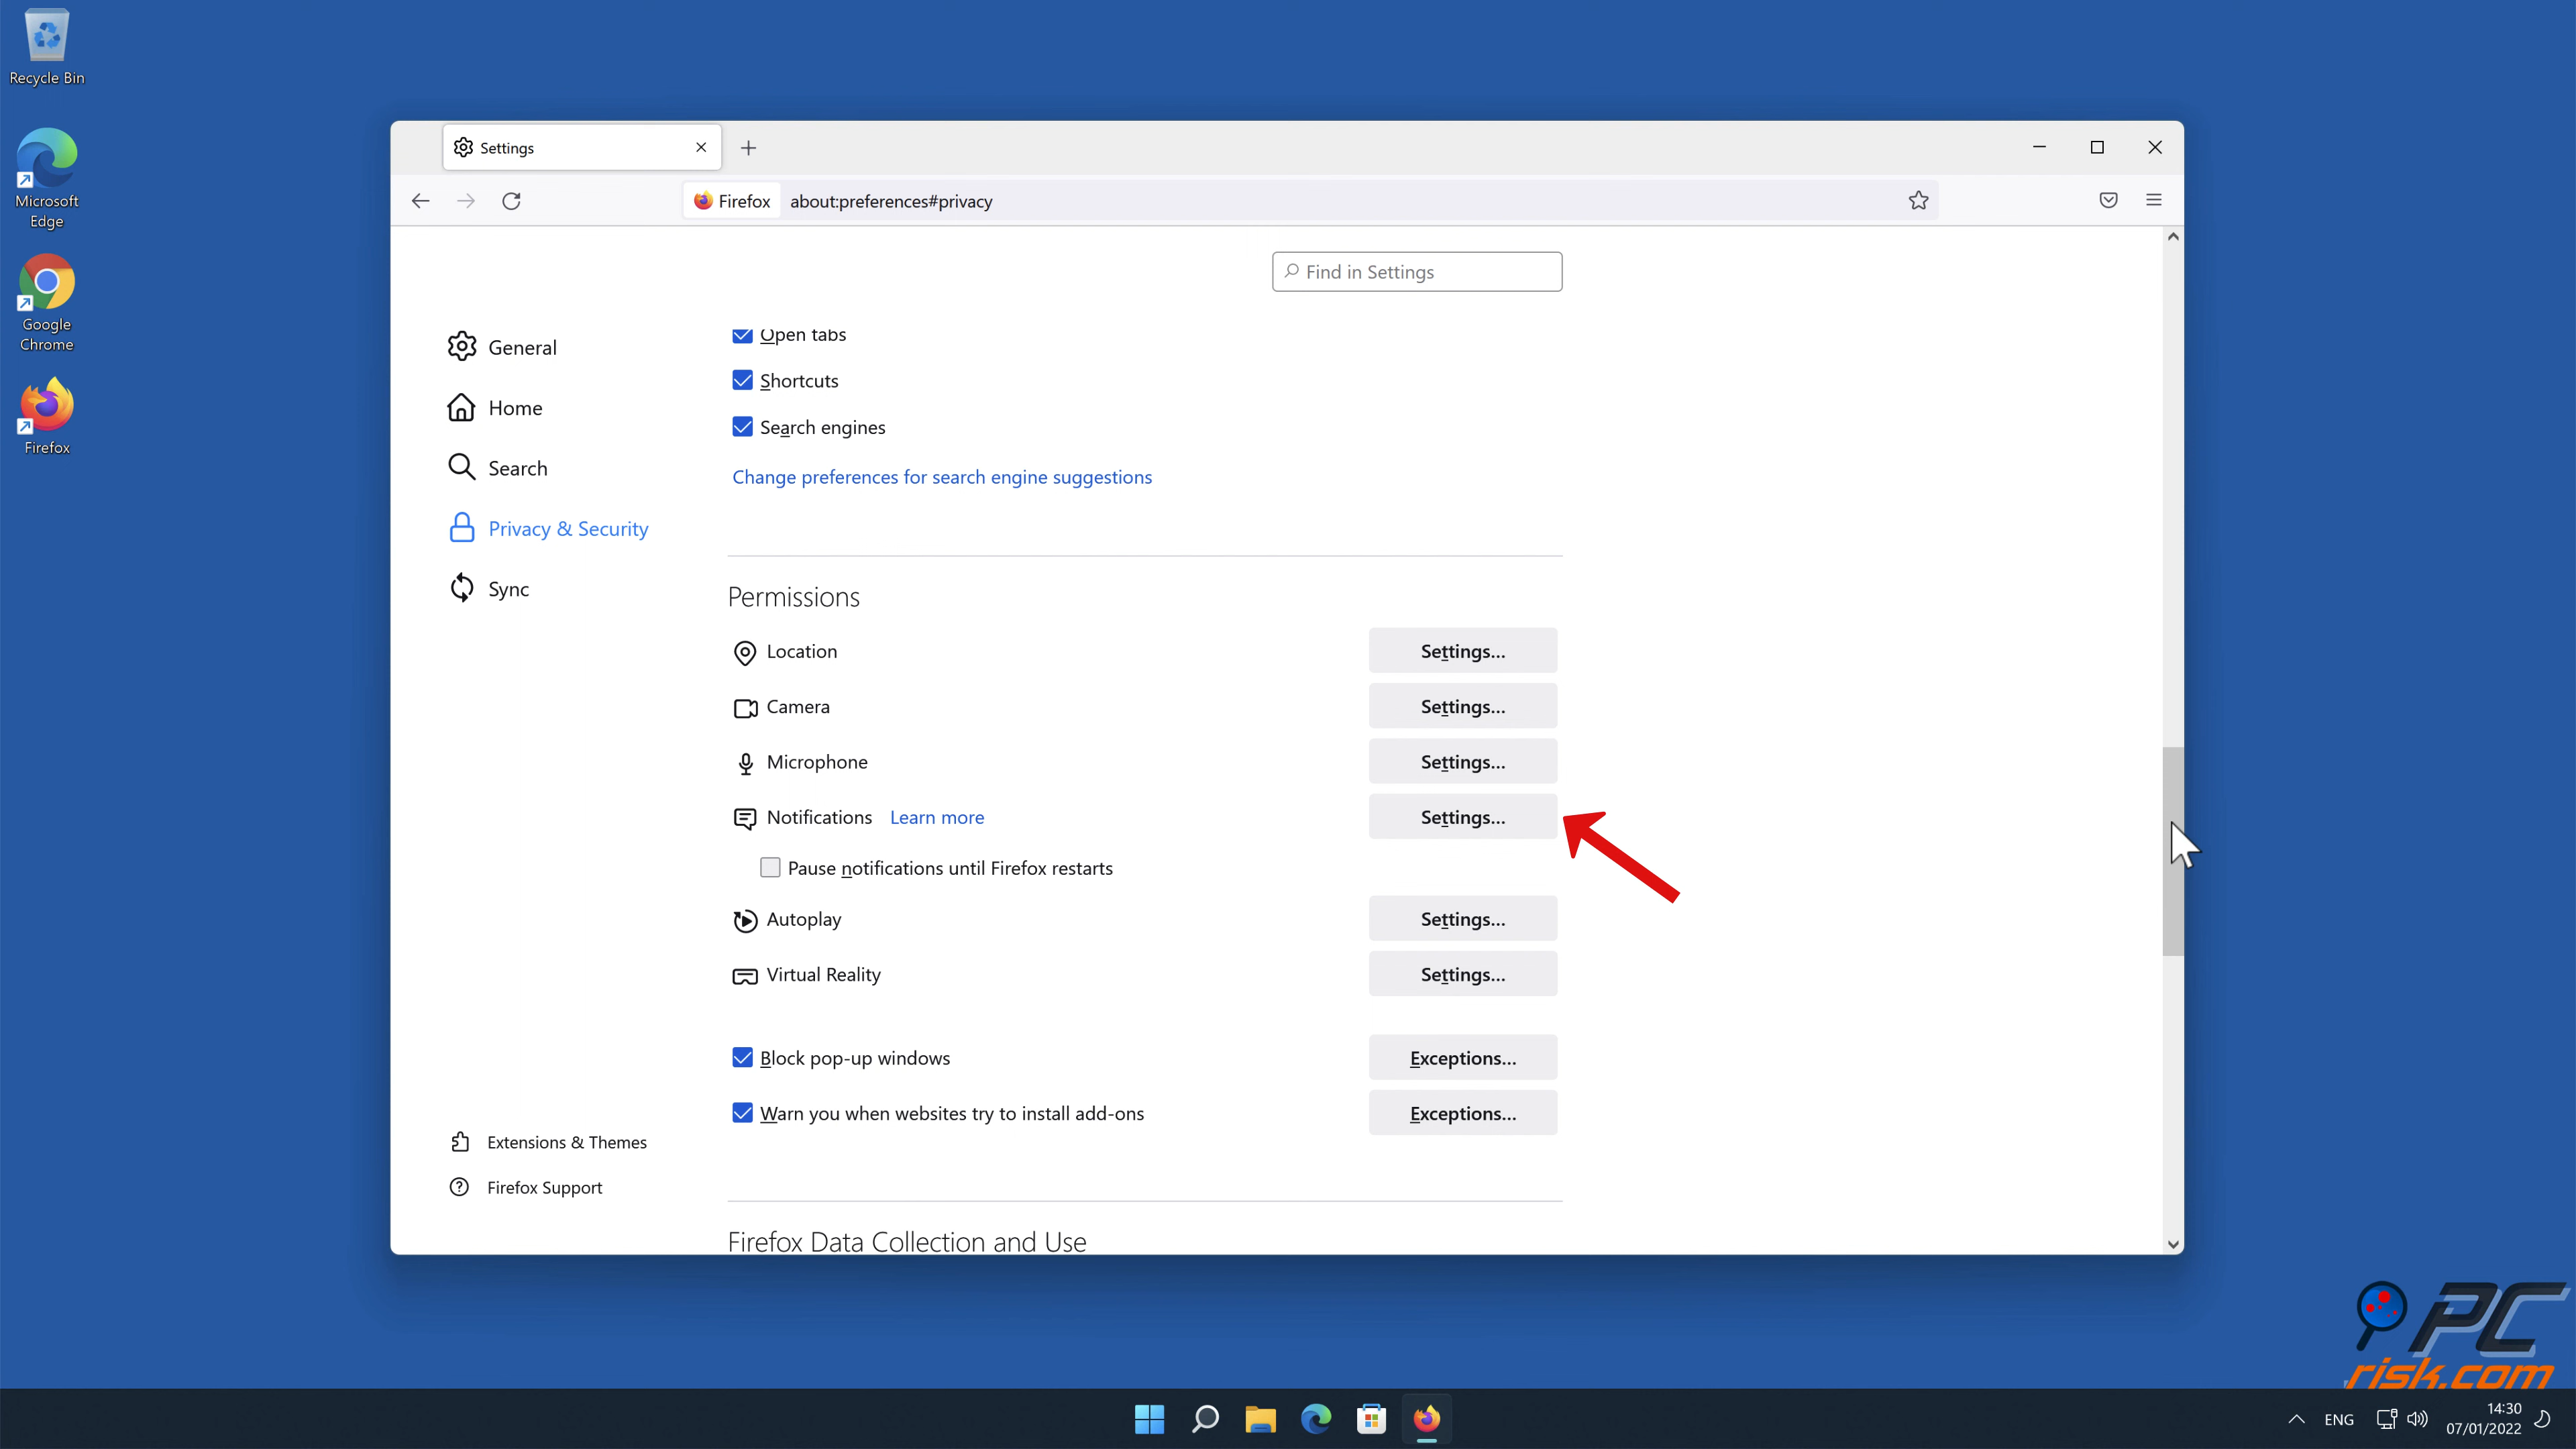 Recycle Bin
Microsoft
Edge
Google
Chrome
Firefox
Settings
Firefox about:preferences#privacy
Find in Settings
General
Home
Search
Privacy & Security
Sync
Extensions & Themes
Firefox Support
Open tabs
Shortcuts
Search engines
Change preferences for search engine suggestions
Permissions
Location Settings...
Camera Settings...
Microphone Settings...
Notifications Learn more Settings...
Pause notifications until Firefox restarts
Autoplay Settings...
Virtual Reality Settings...
Block pop-up windows Exceptions...
Warn you when websites try to install add-ons Exceptions...
Firefox Data Collection and Use
PC
risk.com
ENG
14:30
07/01/2022